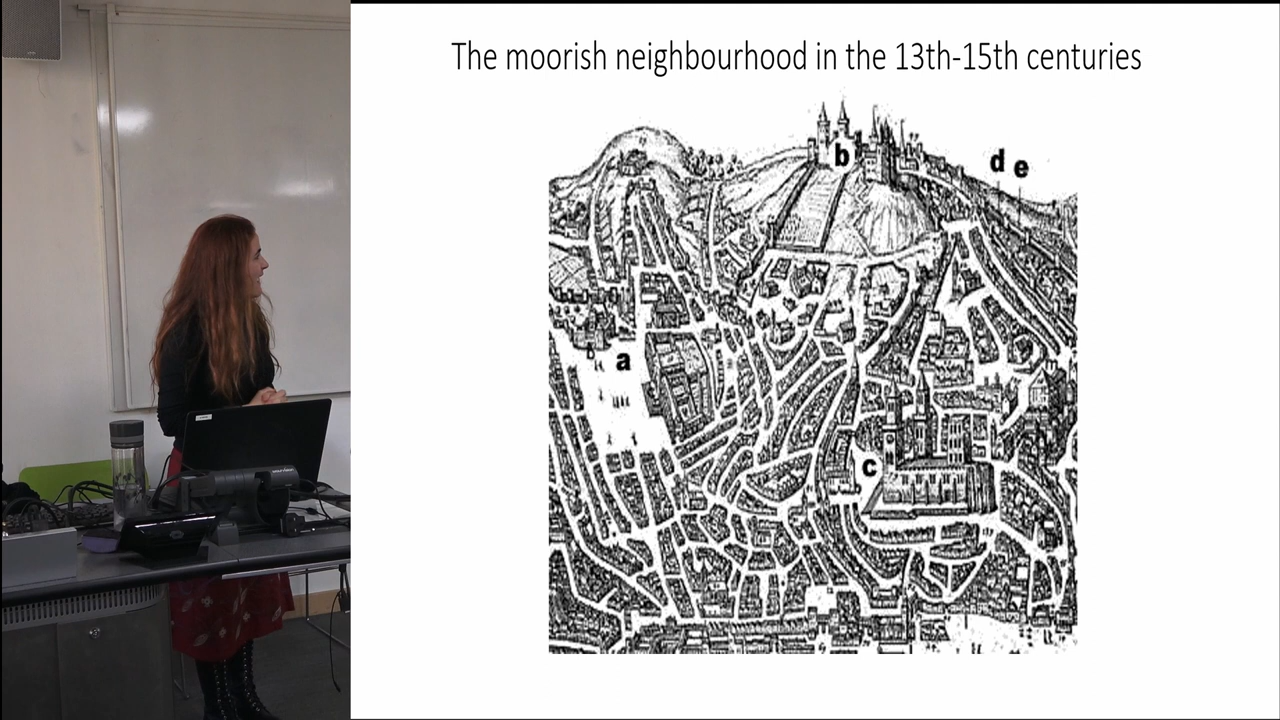 The moorish neighbourhood in the 13th-15th centuries
b
d e
a
c